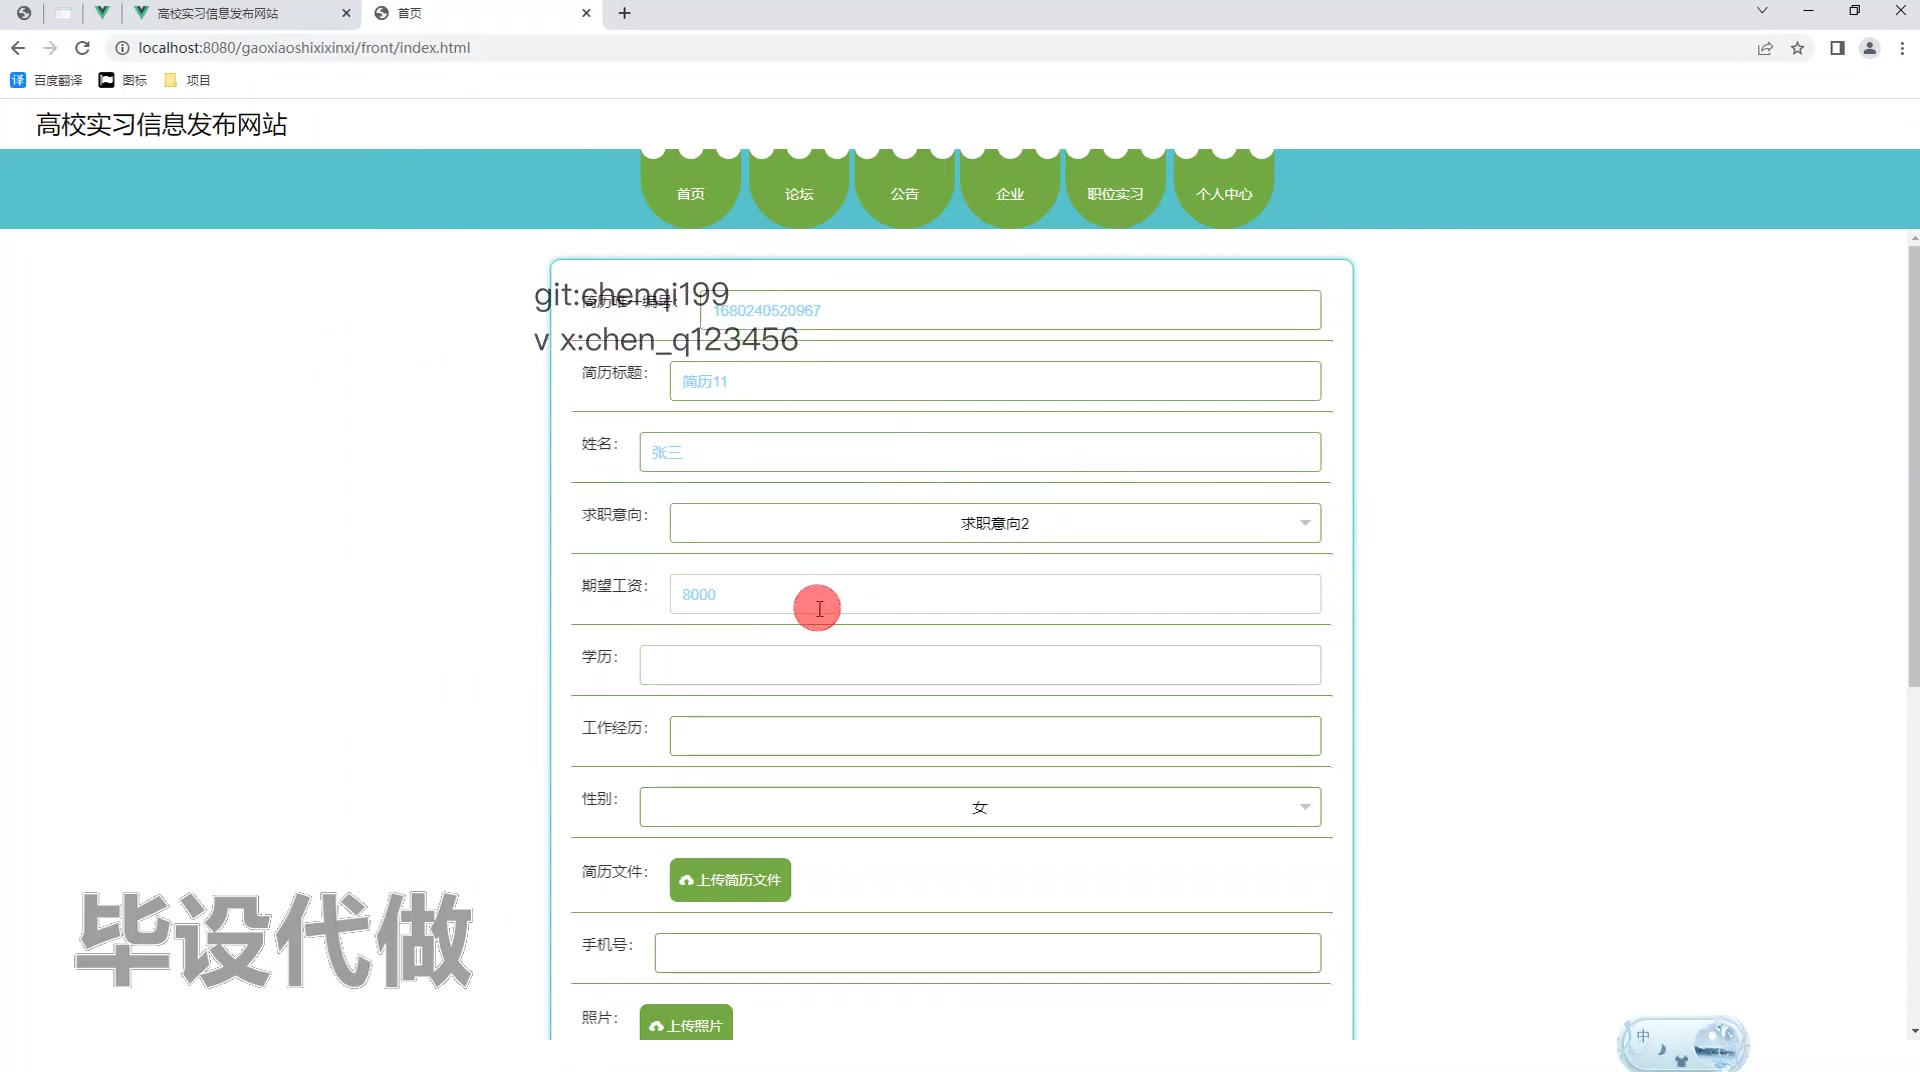 高校实习信息发布网站
首页
localhost:8080/gaoxiaoshixixinxi/front/index.html
百度翻译
图标
项目
高校实习信息发布网站
首页
论坛
公告
企业
职位实习
个人中心
git:chenqi199
简历唯一编号：
1680240520967
v x:chen_q123456
简历标题：
简历11
姓名：
张三
求职意向：
求职意向2
期望工资：
8000
学历：
工作经历：
性别：
女
简历文件：
上传简历文件
毕设代做
手机号：
照片：
上传照片
中